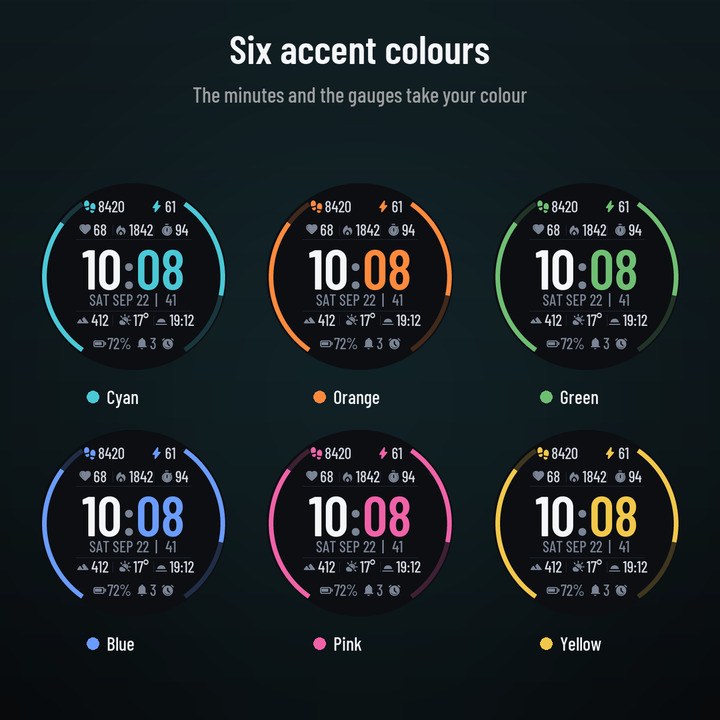 Six accent colours
The minutes and the gauges take your colour
8420 61
68 1842 94
10:08
SAT SEP 22 | 41
412 17° 19:12
72% 3
Cyan
8420 61
68 1842 94
10:08
SAT SEP 22 | 41
412 17° 19:12
72% 3
Orange
8420 61
68 1842 94
10:08
SAT SEP 22 | 41
412 17° 19:12
72% 3
Green
8420 61
68 1842 94
10:08
SAT SEP 22 | 41
412 17° 19:12
72% 3
Blue
8420 61
68 1842 94
10:08
SAT SEP 22 | 41
412 17° 19:12
72% 3
Pink
8420 61
68 1842 94
10:08
SAT SEP 22 | 41
412 17° 19:12
72% 3
Yellow